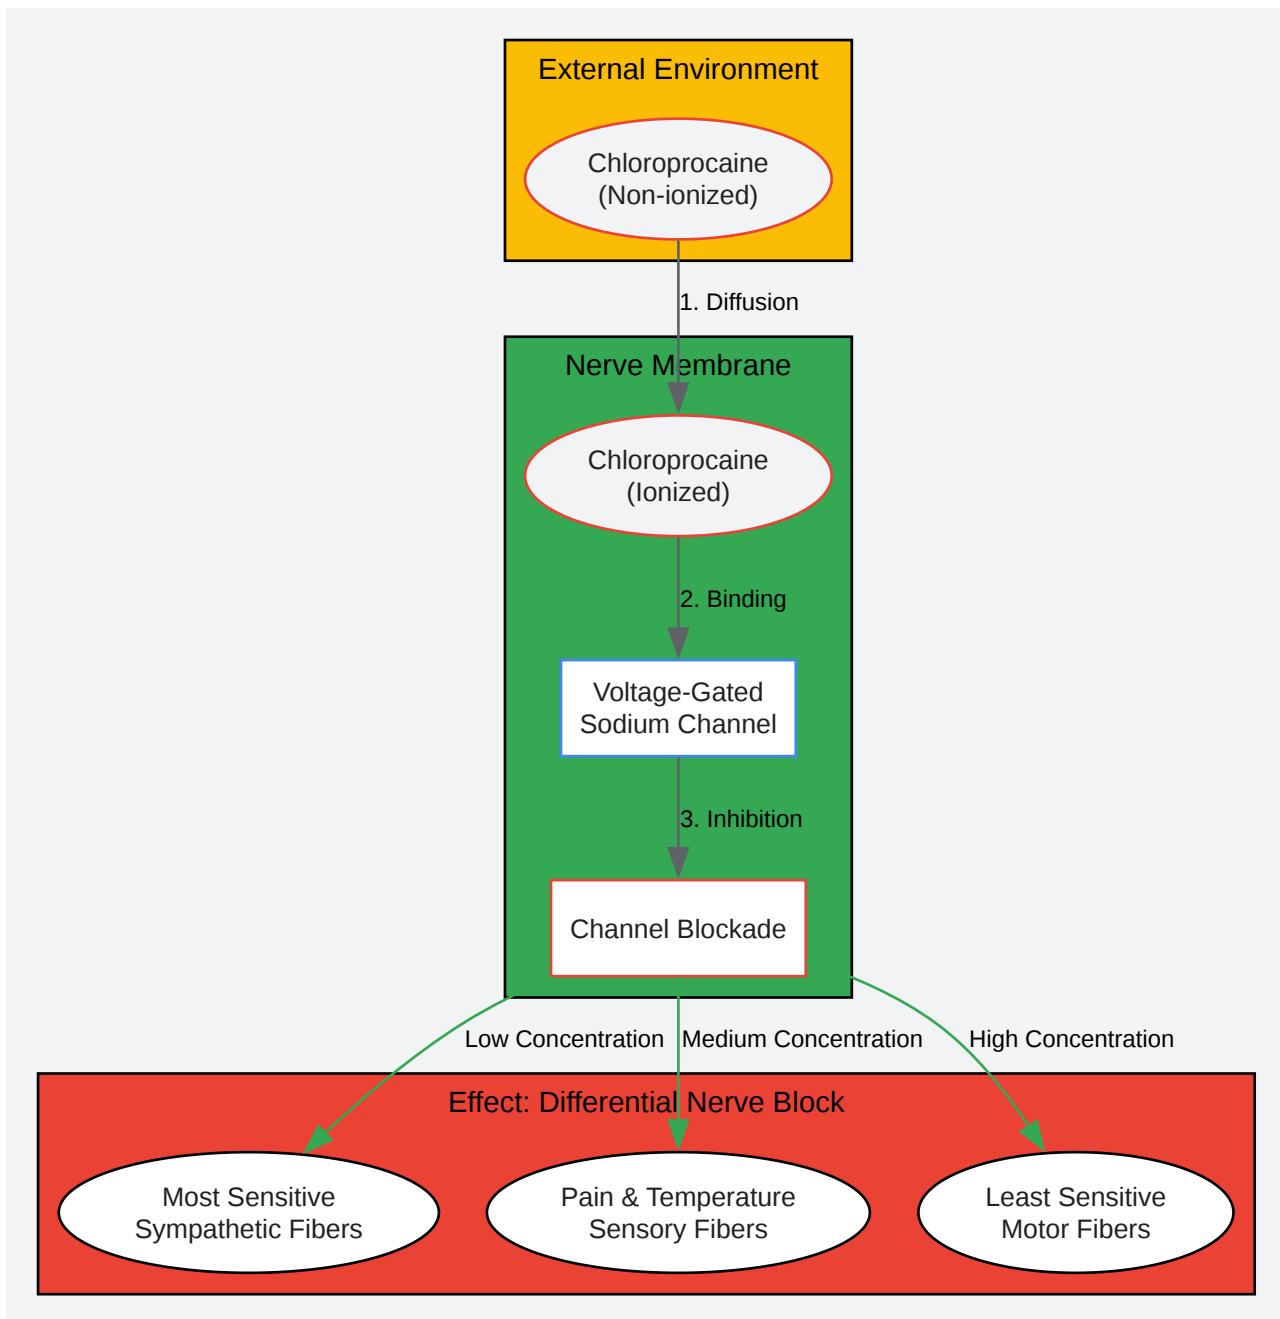 External Environment
Chloroprocaine
(Non-ionized)
1. Diffusion
Nerve Membrane
Chloroprocaine
(Ionized)
2. Binding
Voltage-Gated
Sodium Channel
3. Inhibition
Channel Blockade
Low Concentration
Medium Concentration
High Concentration
Effect: Differential Nerve Block
Most Sensitive
Sympathetic Fibers
Pain & Temperature
Sensory Fibers
Least Sensitive
Motor Fibers